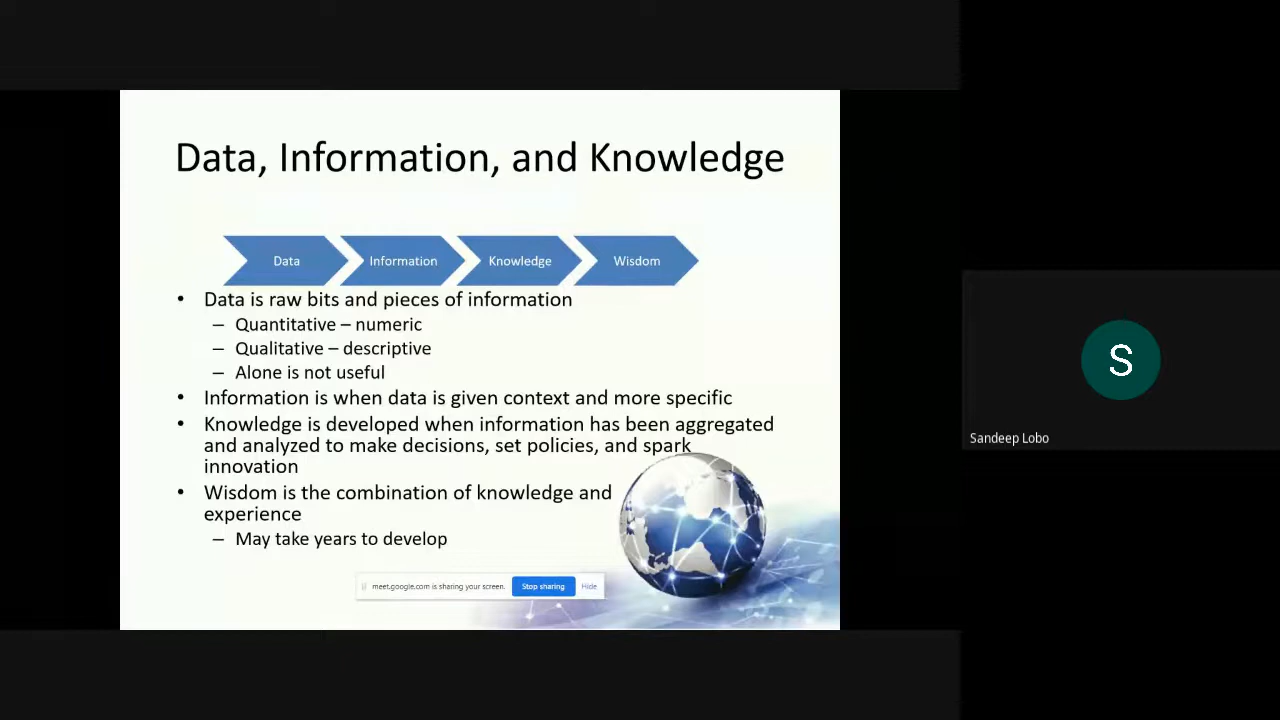 Data, Information, and Knowledge
Data
Information
Knowledge
Wisdom
• Data is raw bits and pieces of information
– Quantitative – numeric
– Qualitative – descriptive
– Alone is not useful
• Information is when data is given context and more specific
• Knowledge is developed when information has been aggregated
and analyzed to make decisions, set policies, and spark
innovation
• Wisdom is the combination of knowledge and
experience
– May take years to develop
meet.google.com is sharing your screen.
Stop sharing
Hide
S
Sandeep Lobo